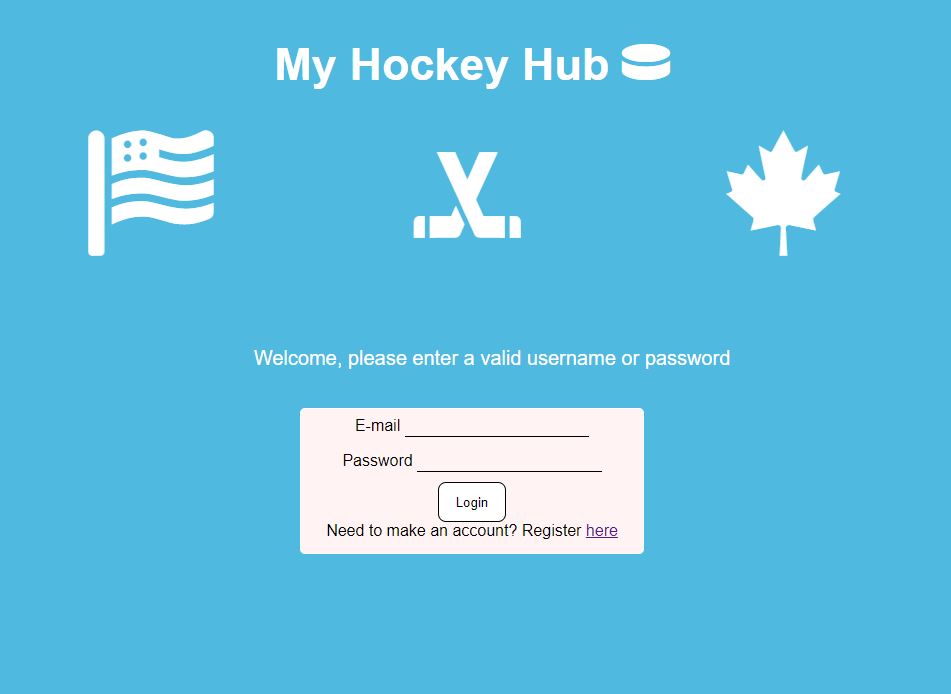 My Hockey Hub
Welcome, please enter a valid username or password
E-mail
Password
Login
Need to make an account? Register here